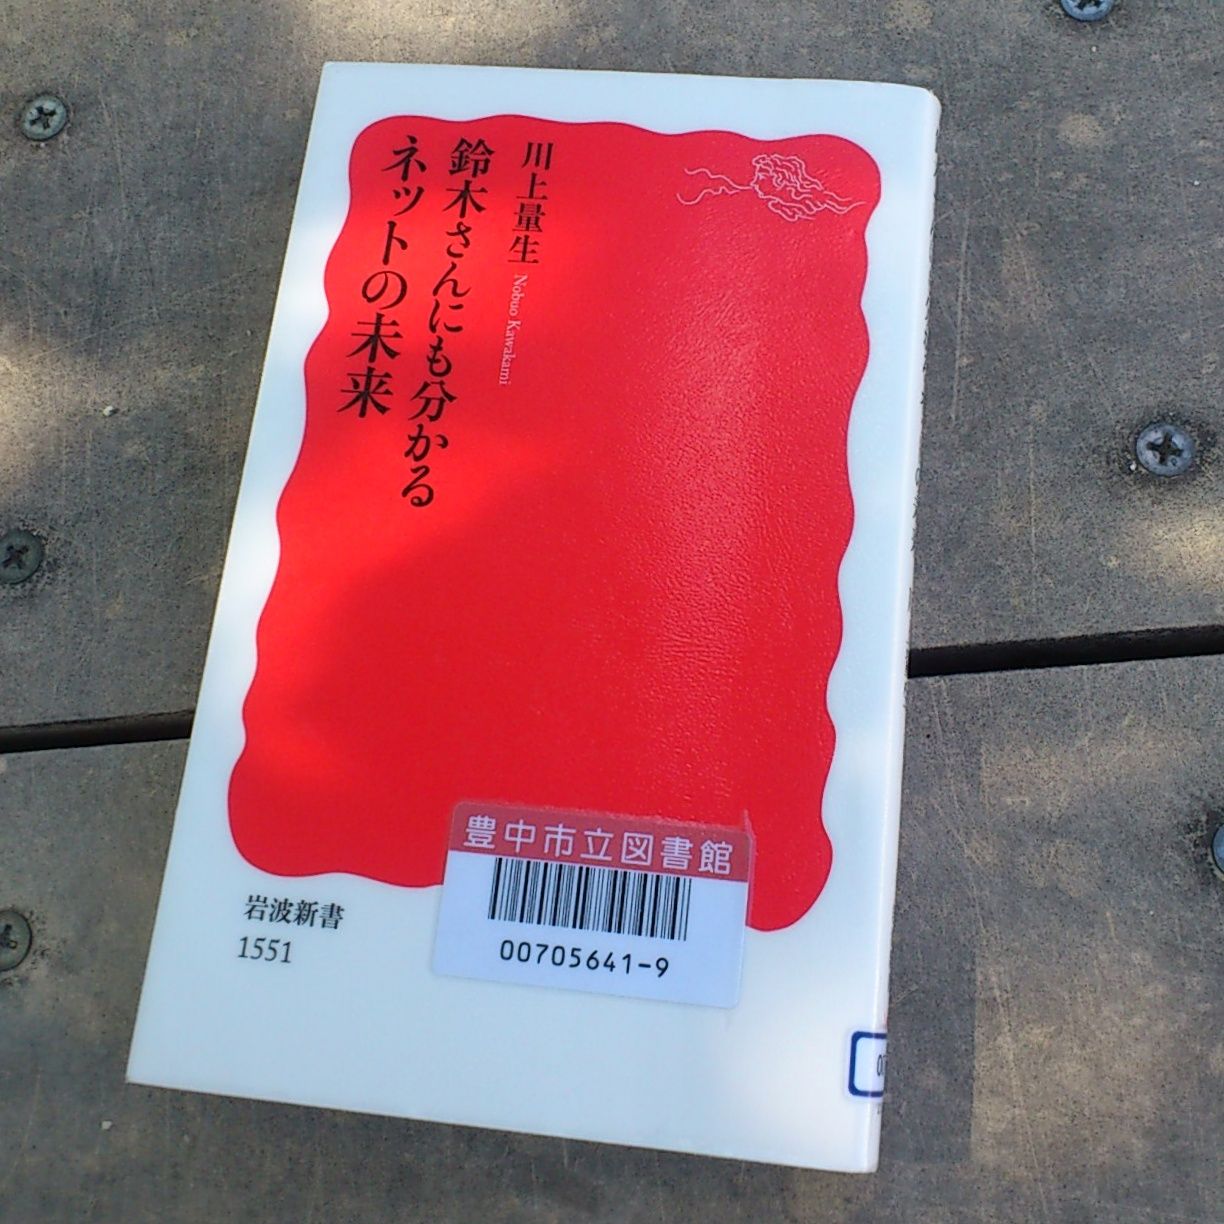 川上量生
Nobuo Kawakami
鈴木さんにも分かる
ネットの未来
豊中市立図書館
00705641-9
岩波新書
1551